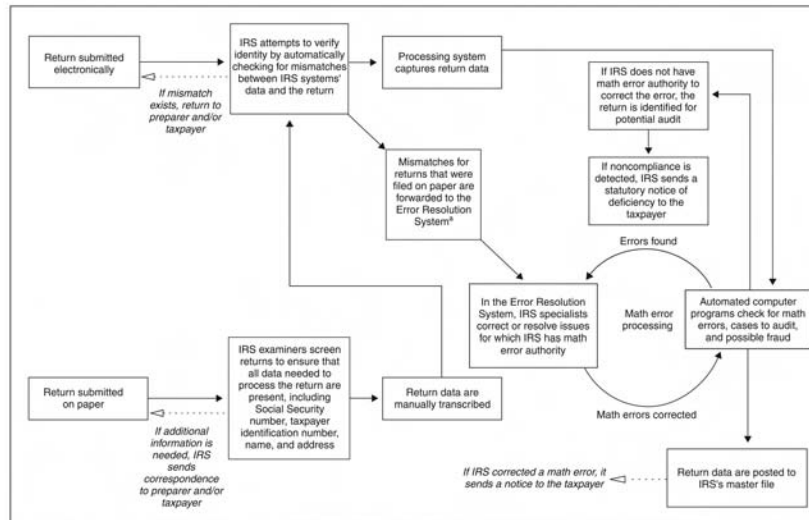 Return submitted
electronically
If mismatch
exists, return to
preparer and/or
taxpayer
IRS attempts to verify
identity by automatically
checking for mismatches
between IRS systems'
data and the return
Processing system
captures return data
If IRS does not have
math error authority to
correct the error, the
return is identified for
potential audit
If noncompliance is
detected, IRS sends a
statutory notice of
deficiency to the
taxpayer
Mismatches for
returns that were
filed on paper are
forwarded to the
Error Resolution
Systemª
Errors found
In the Error Resolution
System, IRS specialists
correct or resolve issues
for which IRS has math
error authority
Math error
processing
Automated computer
programs check for math
errors, cases to audit,
and possible fraud
Math errors corrected
Return submitted
on paper
If additional
information is
needed, IRS
sends
correspondence
to preparer and/or
taxpayer
IRS examiners screen
returns to ensure that
all data needed to
process the return are
present, including
Social Security
number, taxpayer
identification number,
name, and address
Return data are
manually transcribed
If IRS corrected a math error, it
sends a notice to the taxpayer
Return data are posted to
IRS's master file